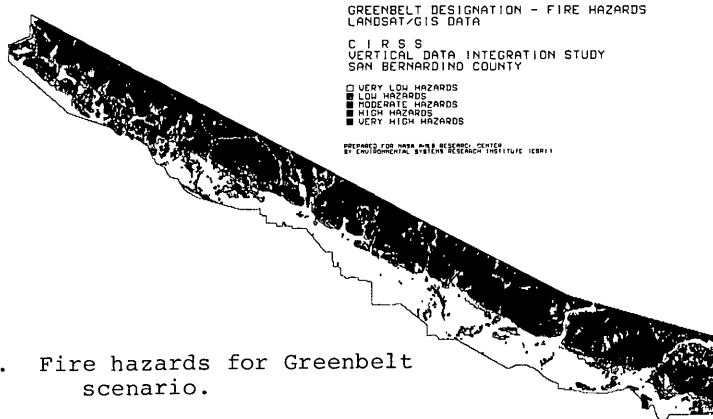 GREENBELT DESIGNATION - FIRE HAZARDS
LANDSAT/GIS DATA
C I R S S
VERTICAL DATA INTEGRATION STUDY
SAN BERNARDINO COUNTY
VERY LOW HAZARDS
LOW HAZARDS
MODERATE HAZARDS
HIGH HAZARDS
VERY HIGH HAZARDS
PREPARED FOR NASA AMES RESEARCH CENTER
BY ENVIRONMENTAL SYSTEMS RESEARCH INSTITUTE (ESRI)
. Fire hazards for Greenbelt
scenario.